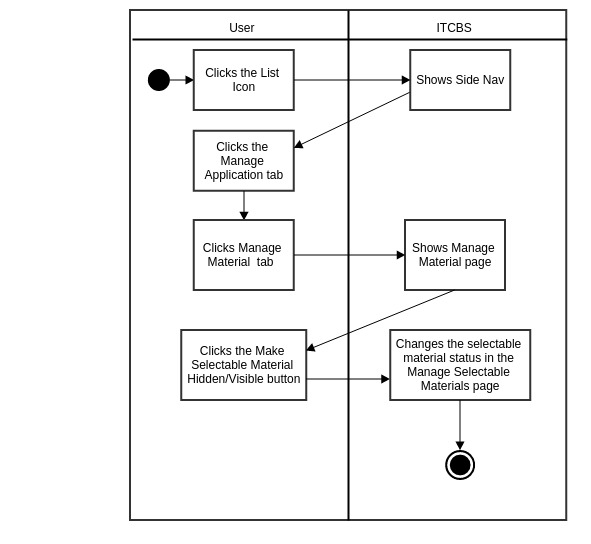 User
ITCBS
Clicks the List
Icon
Shows Side Nav
Clicks the
Manage
Application tab
Clicks Manage
Material  tab
Shows Manage
Material page
Clicks the Make
Selectable Material
Hidden/Visible button
Changes the selectable
material status in the
Manage Selectable
Materials page